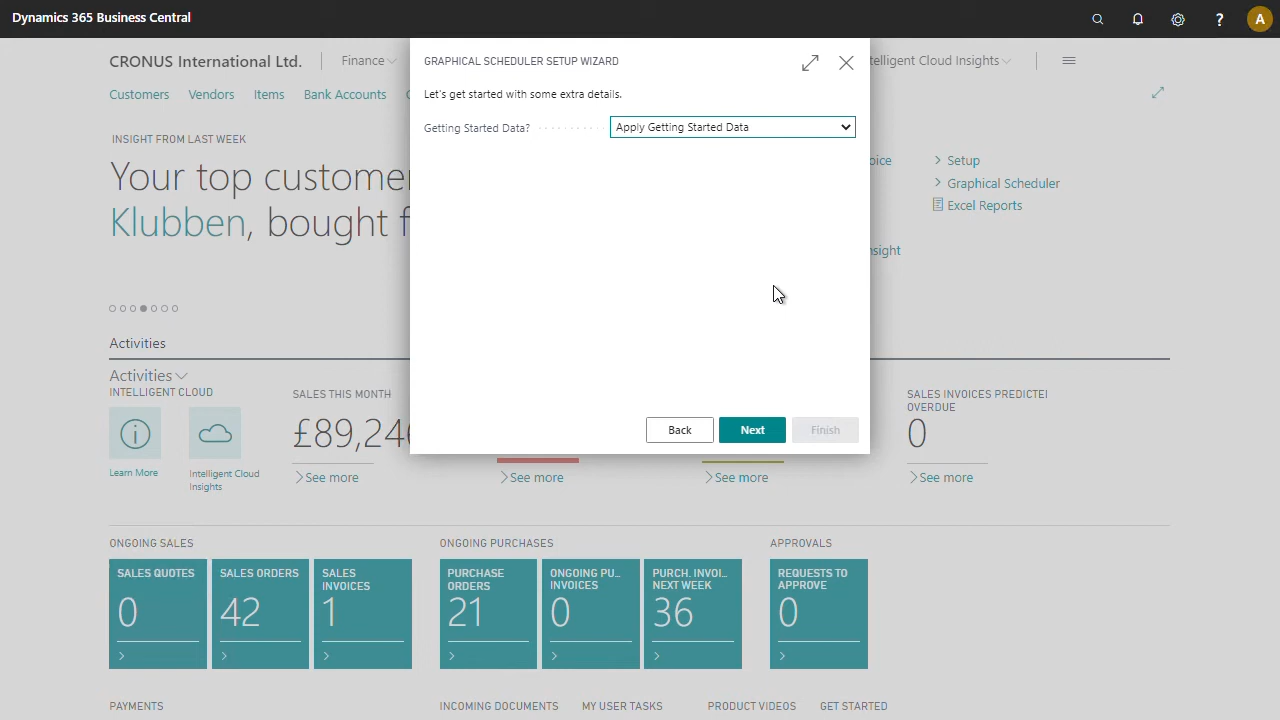 Dynamics 365 Business Central
?
A
CRONUS International Ltd.
Finance
Customers
Vendors
Items
Bank Accounts
INSIGHT FROM LAST WEEK
Your top customer
Klubben, bought f
GRAPHICAL SCHEDULER SETUP WIZARD
Let's get started with some extra details.
Getting Started Data?
Apply Getting Started Data
Back
Next
Finish
telligent Cloud Insights
oice
Setup
Graphical Scheduler
Excel Reports
nsight
Activities
Activities
INTELLIGENT CLOUD
Learn More
Intelligent Cloud
Insights
SALES THIS MONTH
£89,246
See more
See more
See more
SALES INVOICES PREDICTEI
OVERDUE
0
See more
ONGOING SALES
SALES QUOTES
0
SALES ORDERS
42
SALES
INVOICES
1
ONGOING PURCHASES
PURCHASE
ORDERS
21
ONGOING PU...
INVOICES
0
PURCH. INVOI...
NEXT WEEK
36
APPROVALS
REQUESTS TO
APPROVE
0
PAYMENTS
INCOMING DOCUMENTS
MY USER TASKS
PRODUCT VIDEOS
GET STARTED